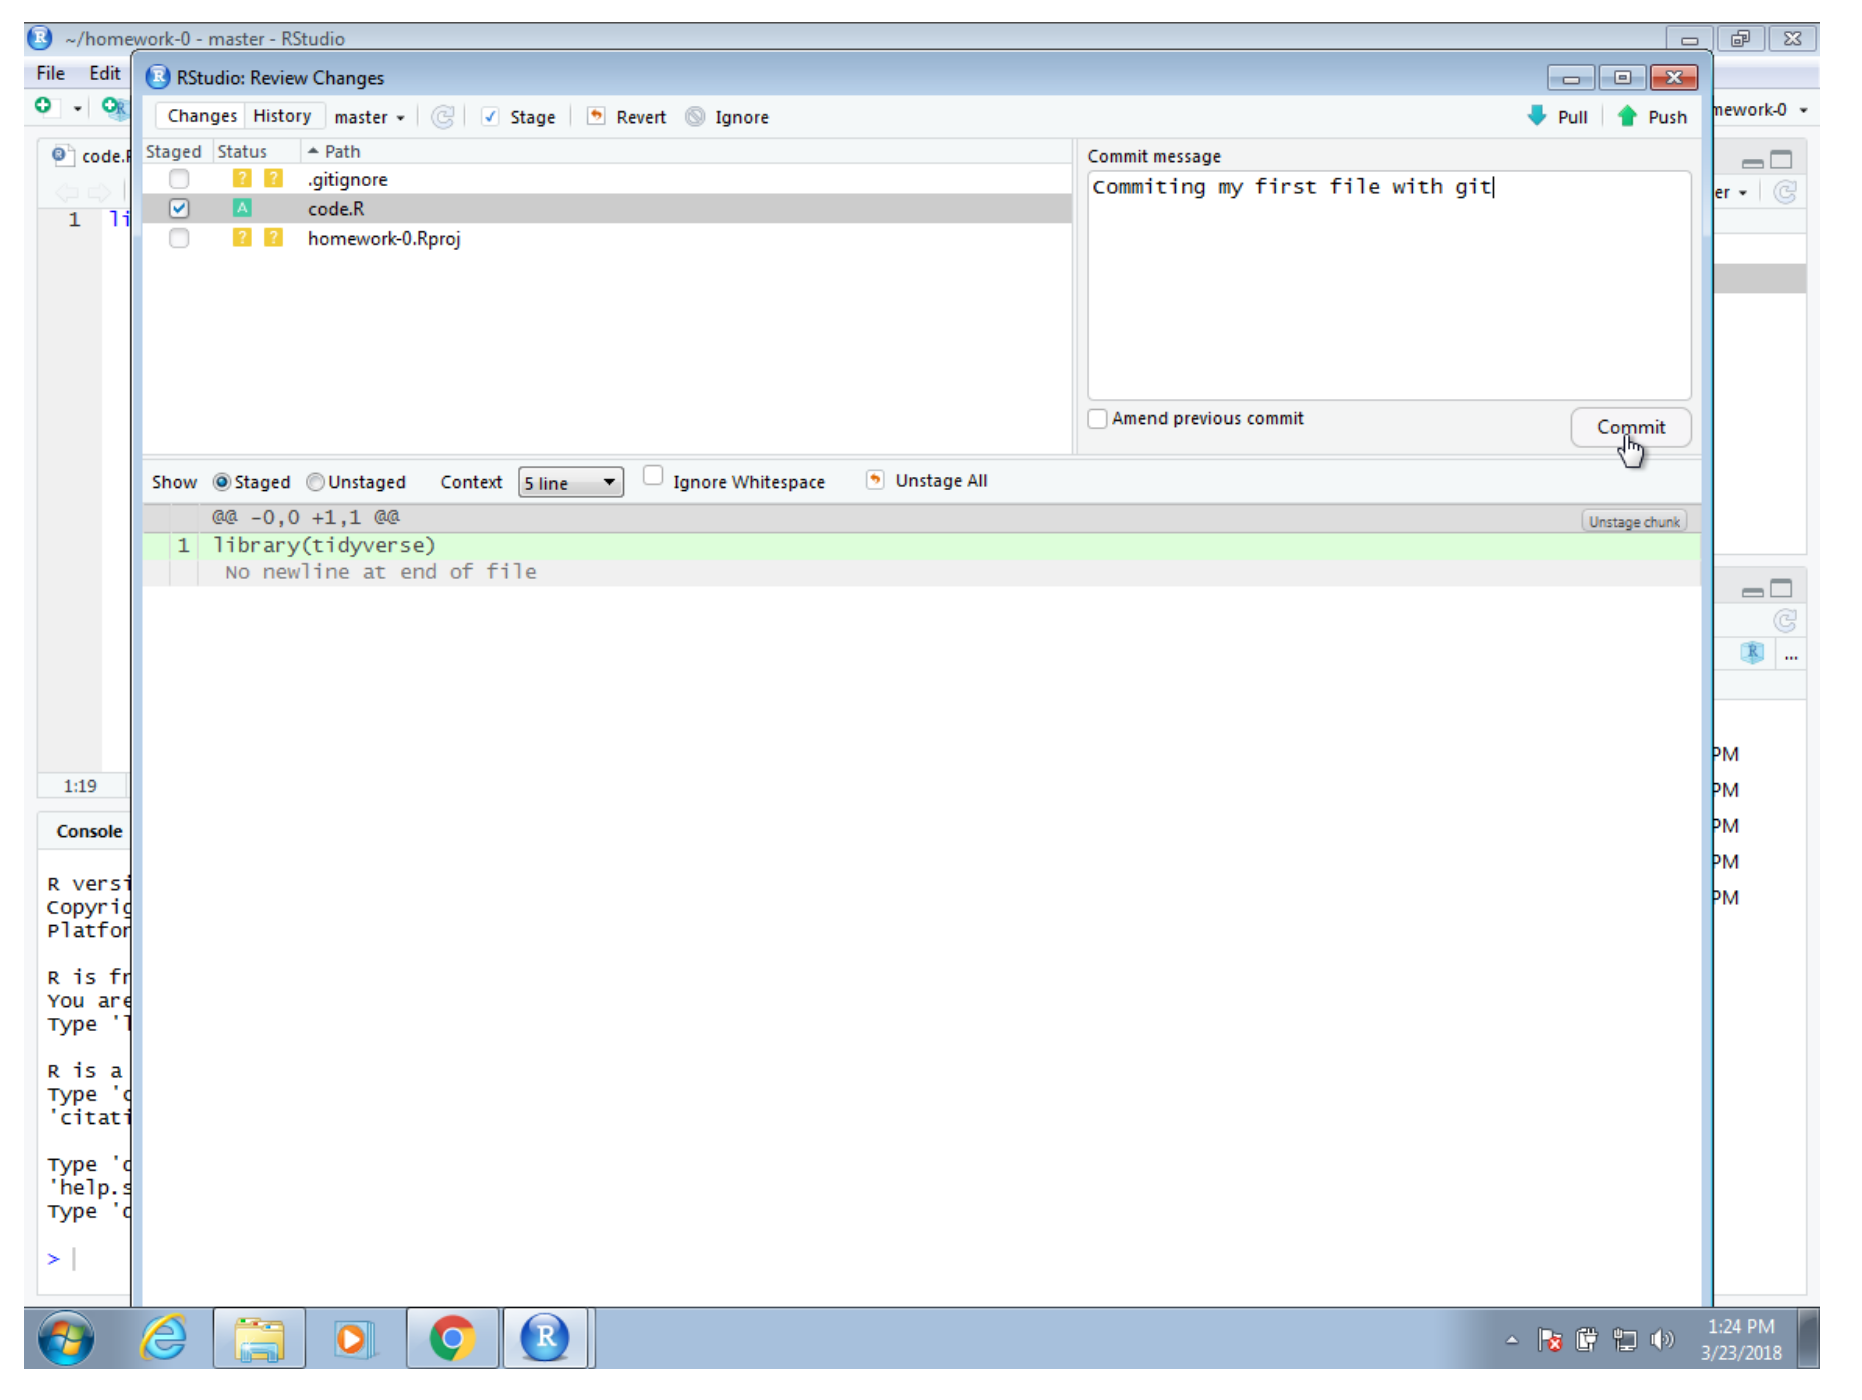 ~/homework-0 - master - RStudio
File Edit
RStudio: Review Changes
Changes History master Stage Revert Ignore Pull Push
mework-0
Staged Status Path
.gitignore
A code.R
homework-0.Rproj
? ?
? ?
Commit message
Commiting my first file with git
Amend previous commit
Commit
code.R
er
1 li
Show Staged Unstaged Context 5 line Ignore Whitespace Unstage All
@@ -0,0 +1,1 @@
Unstage chunk
1 library(tidyverse)
No newline at end of file
...
PM
PM
PM
PM
PM
1:19
Console
R versi
Copyrig
Platfor
R is fr
You are
Type 'l
R is a
Type 'c
'citati
Type 'd
'help.s
Type 'q
>
1:24 PM
3/23/2018